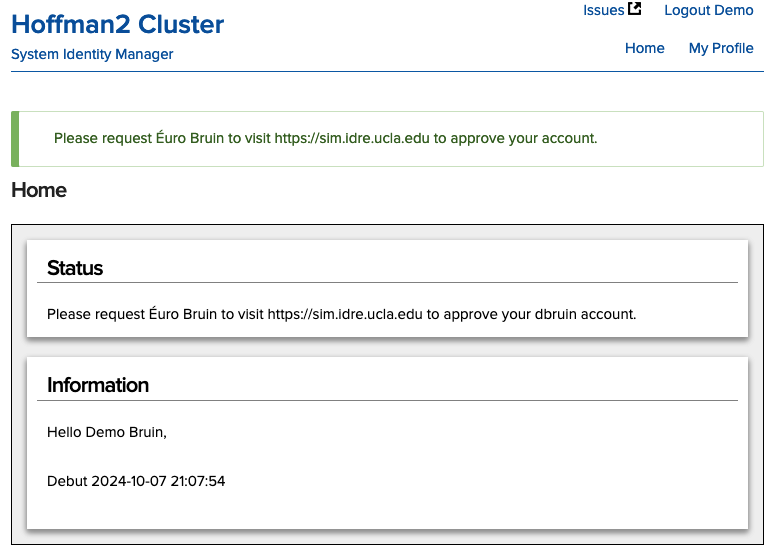 Hoffman2 Cluster
Issues Logout Demo
System Identity Manager
Home My Profile
Please request Éuro Bruin to visit https://sim.idre.ucla.edu to approve your account.
Home
Status
Please request Éuro Bruin to visit https://sim.idre.ucla.edu to approve your dbruin account.
Information
Hello Demo Bruin,
Debut 2024-10-07 21:07:54